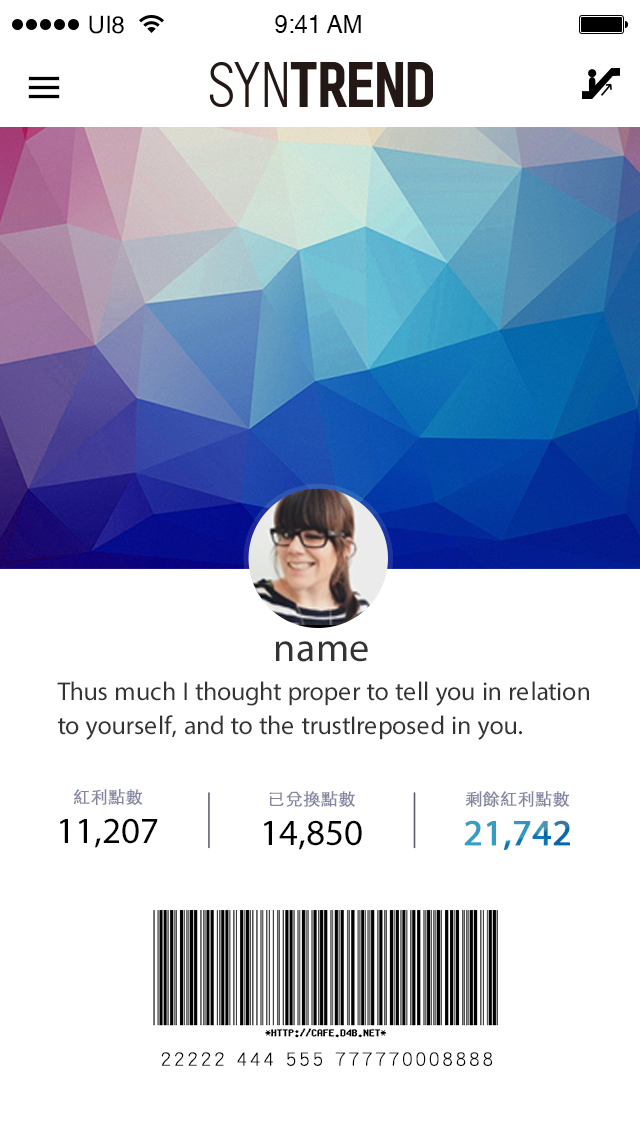 UI8
9:41 AM
SYNTREND
name
Thus much I thought proper to tell you in relation
to yourself, and to the trustIreposed in you.
紅利點數
已兌換點數
剩餘紅利點數
11,207
14,850
21,742
*HTTP://CAFE.D4B.NET*
22222 444 555 777770008888